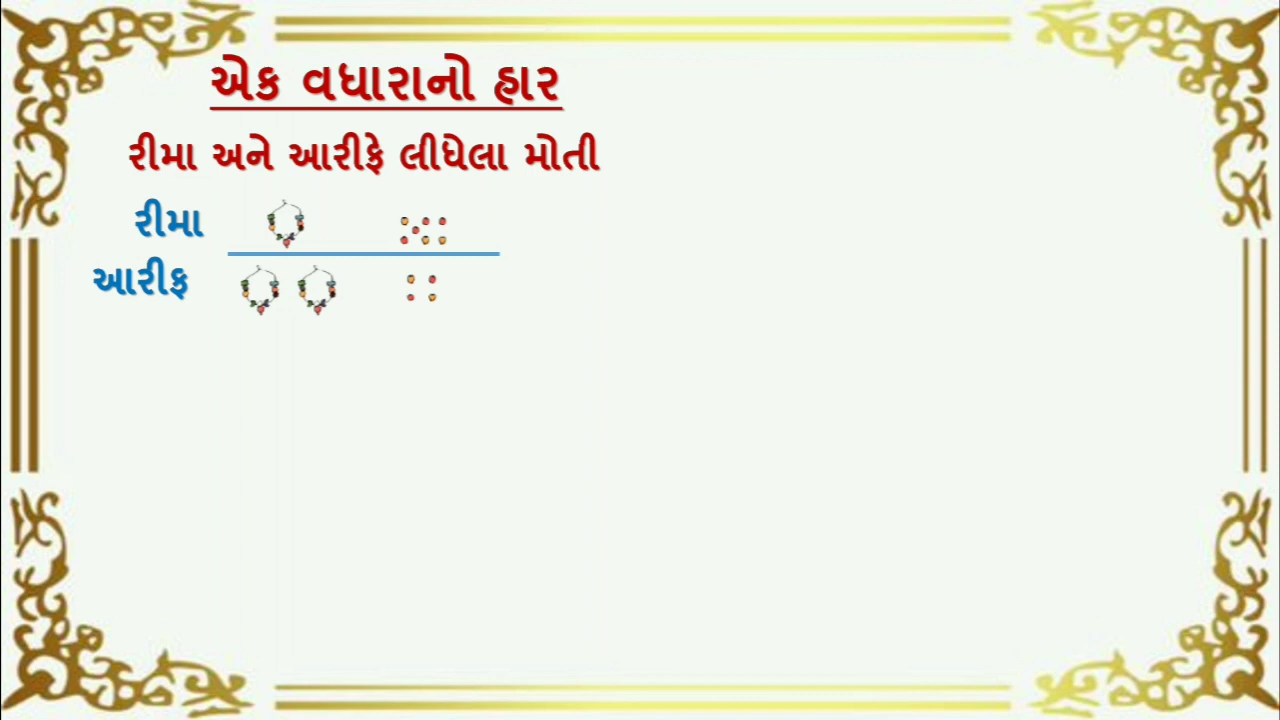 એક વધારાનો હાર
રીમા અને આરીફે લીધેલા મોતી
રીમા
આરીફ